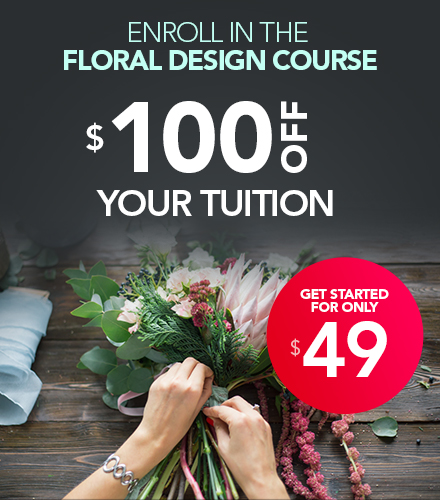 ENROLL IN THE
FLORAL DESIGN COURSE
$100 OFF
YOUR TUITION
GET STARTED
FOR ONLY
$49